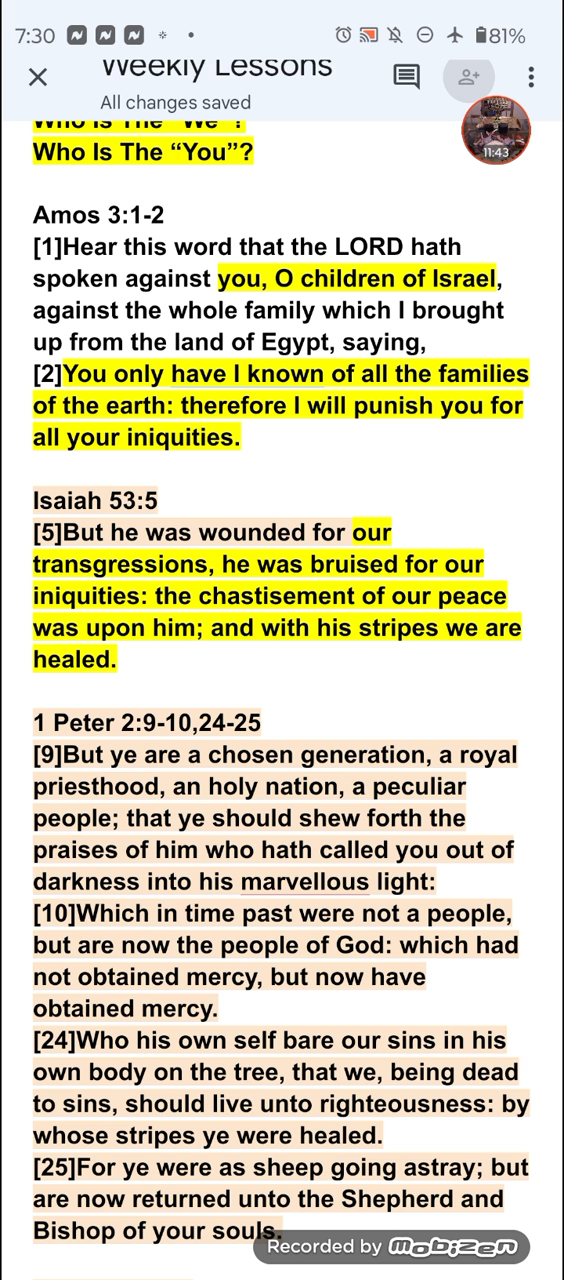 7:30
81%
Weekly Lessons
All changes saved
Who Is The "We"?
Who Is The “You”?
11:43
Amos 3:1-2
[1]Hear this word that the LORD hath
spoken against you, O children of Israel,
against the whole family which I brought
up from the land of Egypt, saying,
[2]You only have I known of all the families
of the earth: therefore I will punish you for
all your iniquities.
Isaiah 53:5
[5]But he was wounded for our
transgressions, he was bruised for our
iniquities: the chastisement of our peace
was upon him; and with his stripes we are
healed.
1 Peter 2:9-10,24-25
[9]But ye are a chosen generation, a royal
priesthood, an holy nation, a peculiar
people; that ye should shew forth the
praises of him who hath called you out of
darkness into his marvellous light:
[10]Which in time past were not a people,
but are now the people of God: which had
not obtained mercy, but now have
obtained mercy.
[24]Who his own self bare our sins in his
own body on the tree, that we, being dead
to sins, should live unto righteousness: by
whose stripes ye were healed.
[25]For ye were as sheep going astray; but
are now returned unto the Shepherd and
Bishop of your souls.
Recorded by Mobizen